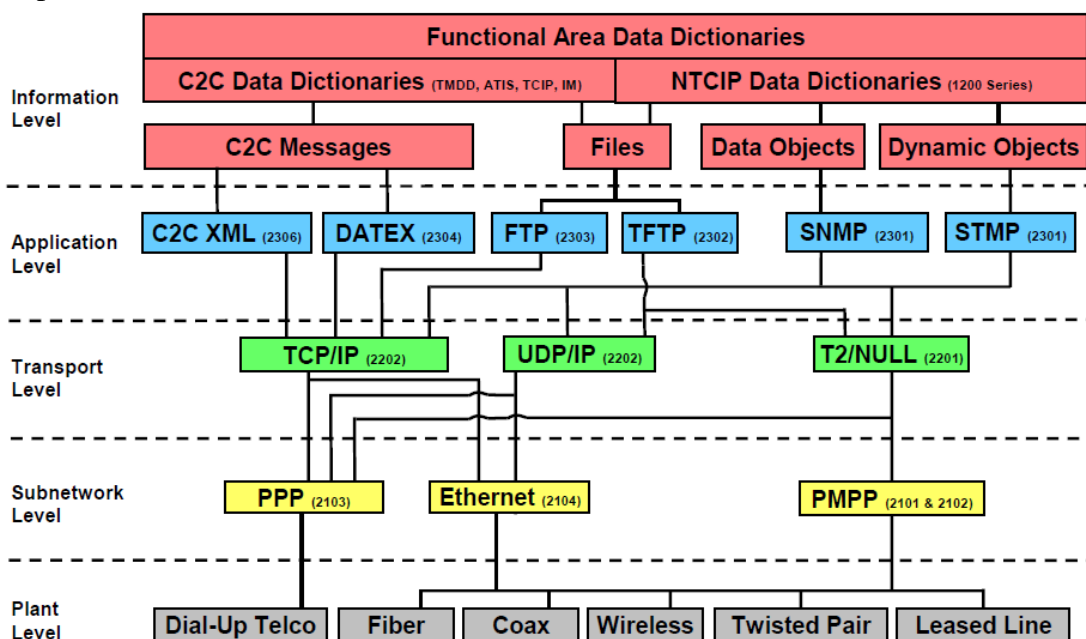 Functional Area Data Dictionaries
C2C Data Dictionaries (TMDD, ATIS, TCIP, IM)
NTCIP Data Dictionaries (1200 Series)
Information
Level
C2C Messages
Files
Data Objects
Dynamic Objects
Application
Level
C2C XML (2306)
DATEX (2304)
FTP (2303)
TFTP (2302)
SNMP (2301)
STMP (2301)
Transport
Level
TCP/IP (2202)
UDP/IP (2202)
T2/NULL (2201)
Subnetwork
Level
PPP (2103)
Ethernet (2104)
PMPP (2101 & 2102)
Plant
Level
Dial-Up Telco
Fiber
Coax
Wireless
Twisted Pair
Leased Line